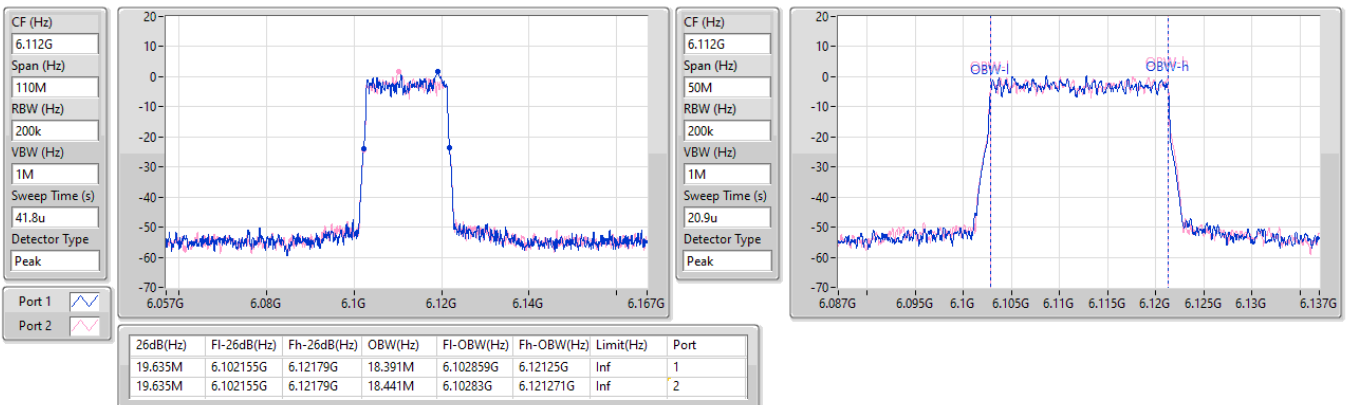 CF (Hz)
6.112G
Span (Hz)
110M
RBW (Hz)
200k
VBW (Hz)
1M
Sweep Time (s)
41.8u
Detector Type
Peak
Port 1
Port 2
20
10
0
-10
-20
-30
-40
-50
-60
-70
6.057G 6.08G 6.1G 6.12G 6.14G 6.167G
CF (Hz)
6.112G
Span (Hz)
50M
RBW (Hz)
200k
VBW (Hz)
1M
Sweep Time (s)
20.9u
Detector Type
Peak
20
10
0
-10
-20
-30
-40
-50
-60
-70
OBW-l OBW-h
6.087G 6.095G 6.1G 6.105G 6.11G 6.115G 6.12G 6.125G 6.13G 6.137G
26dB(Hz) Fl-26dB(Hz) Fh-26dB(Hz) OBW(Hz) Fl-OBW(Hz) Fh-OBW(Hz) Limit(Hz) Port
19.635M 6.102155G 6.12179G 18.391M 6.102859G 6.12125G Inf 1
19.635M 6.102155G 6.12179G 18.441M 6.10283G 6.121271G Inf 2